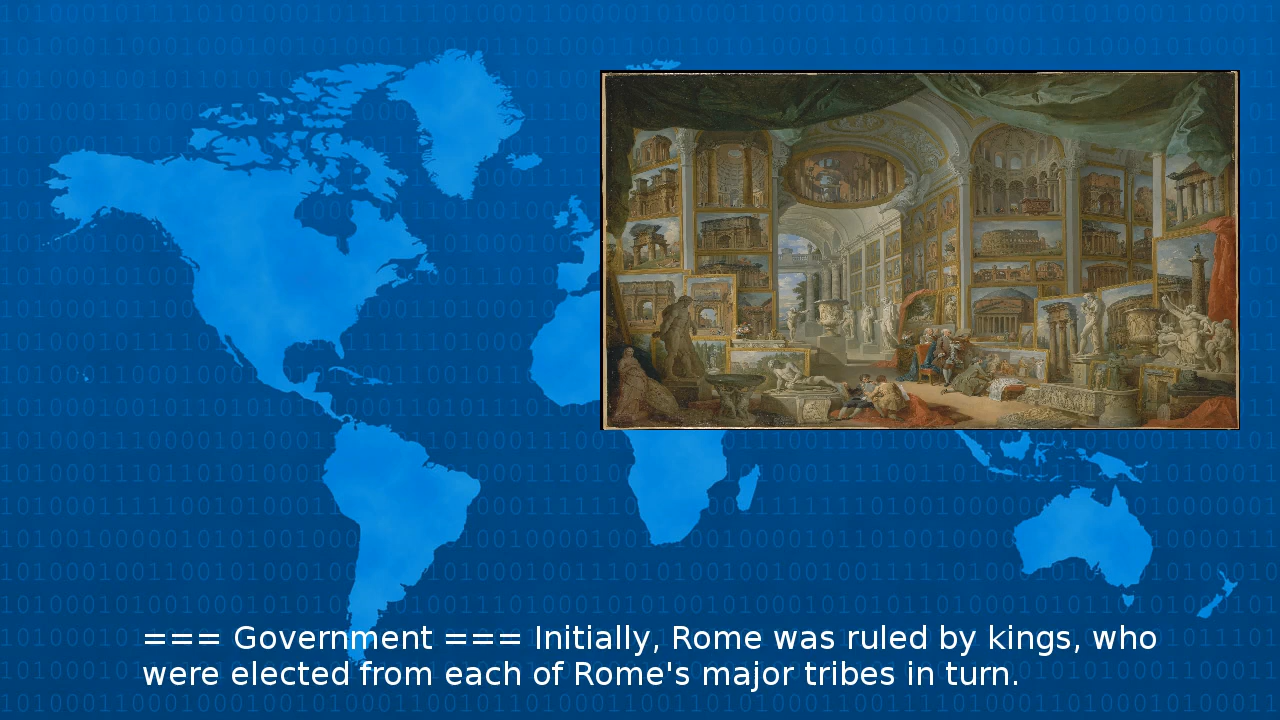 === Government === Initially, Rome was ruled by kings, who
were elected from each of Rome's major tribes in turn.